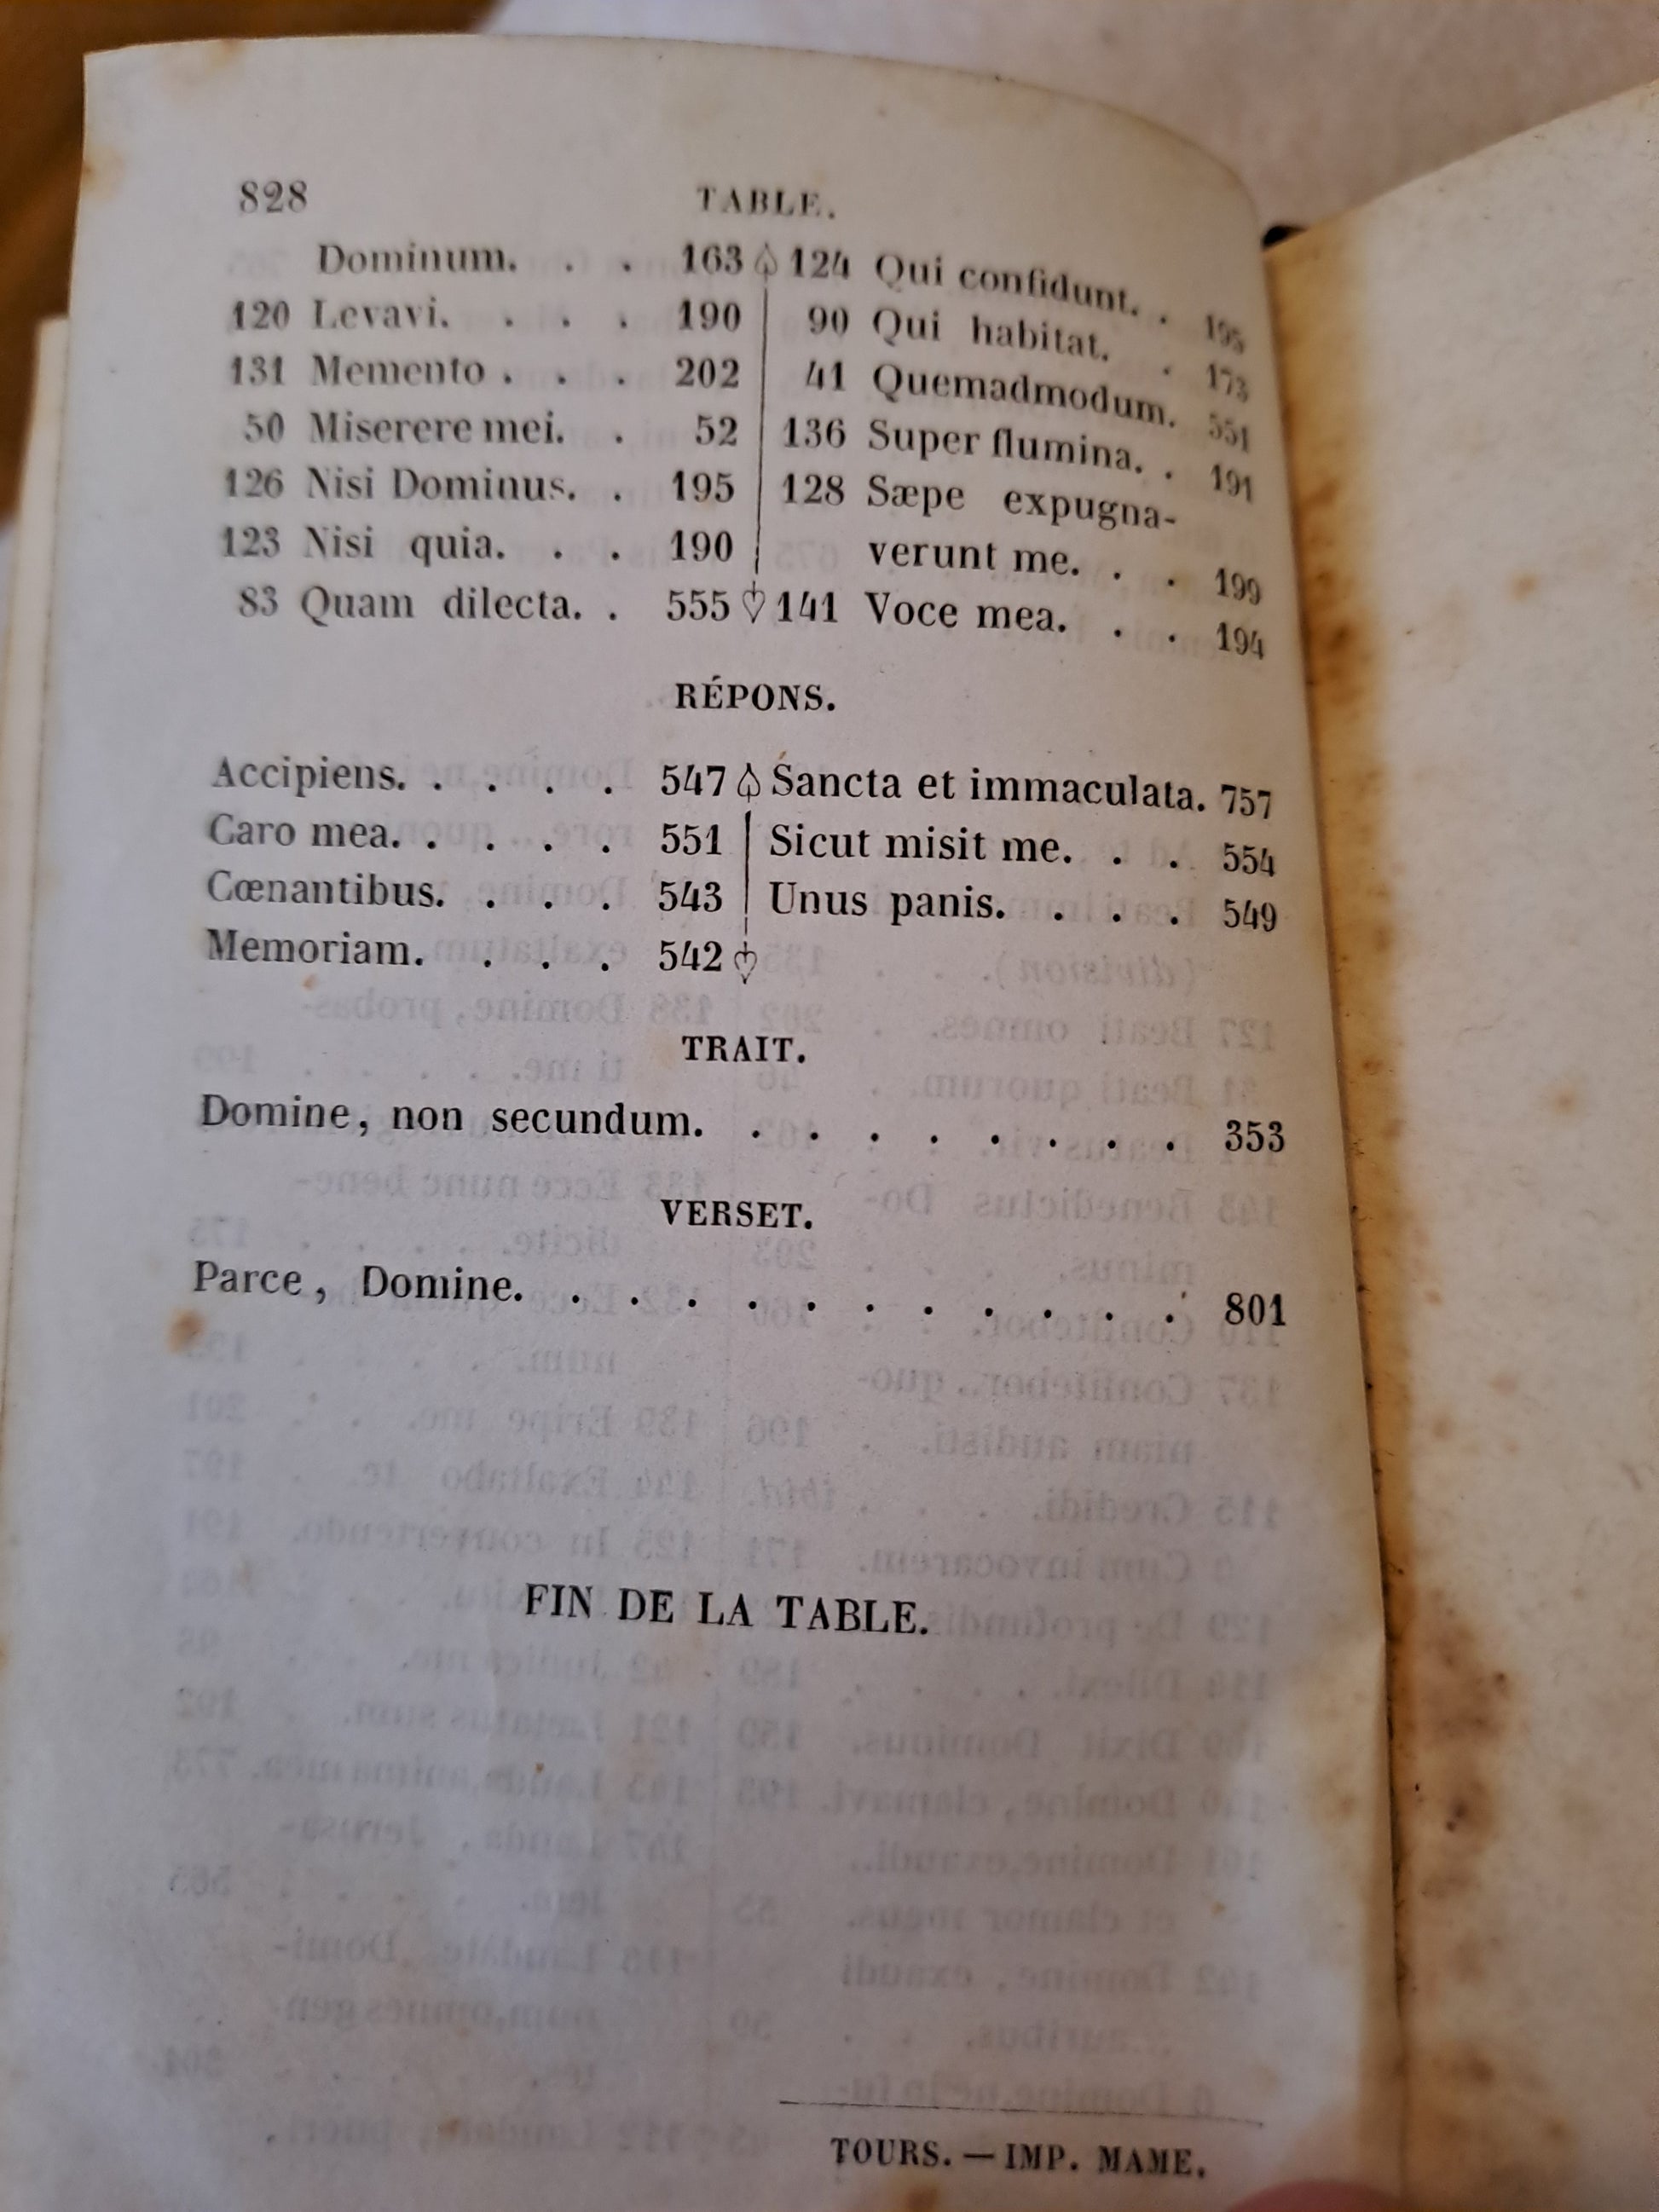 828 TABLE.
Dominum. . . 163
120 Levavi. . . . 190
131 Memento . . . 202
50 Miserere mei. . 52
126 Nisi Dominus. . 195
123 Nisi quia. . . 190
83 Quam dilecta. . 555
124 Qui confidunt. . 195
90 Qui habitat. . 173
41 Quemadmodum. 551
136 Super flumina. . 191
128 Sæpe expugna-
verunt me. . . 199
141 Voce mea. . . 194
RÉPONS.
Accipiens. . . . . 547
Caro mea. . . . . 551
Cœnantibus. . . . 543
Memoriam. . . . 542
Sancta et immaculata. 757
Sicut misit me. . . 554
Unus panis. . . . 549
TRAIT.
Domine, non secundum. . . . . . . . . 353
VERSET.
Parce, Domine. . . . . . . . . . . . 801
FIN DE LA TABLE.
TOURS. — IMP. MAME.